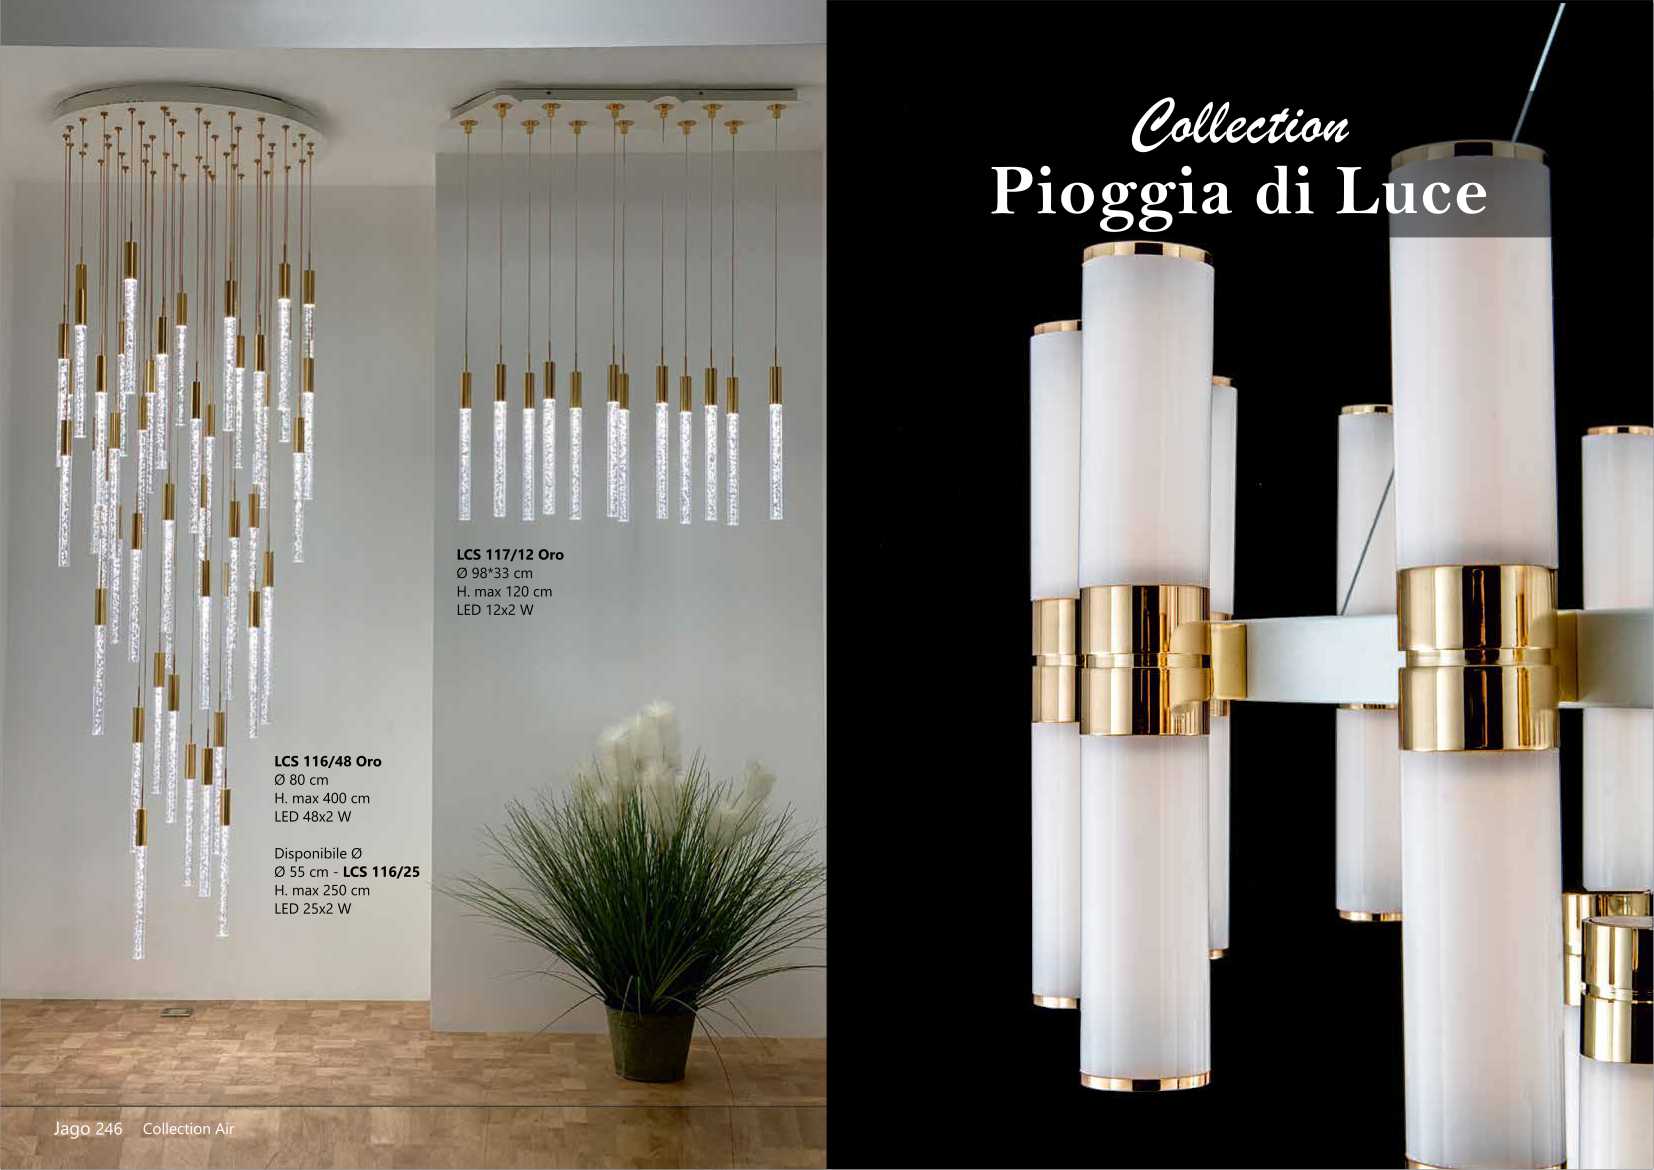 LCS 117/12 Oro
Ø 98*33 cm
H. max 120 cm
LED 12x2 W
LCS 116/48 Oro
Ø 80 cm
H. max 400 cm
LED 48x2 W
Disponibile Ø
Ø 55 cm - LCS 116/25
H. max 250 cm
LED 25x2 W
Jago 246 Collection Air
Collection
Pioggia di Luce